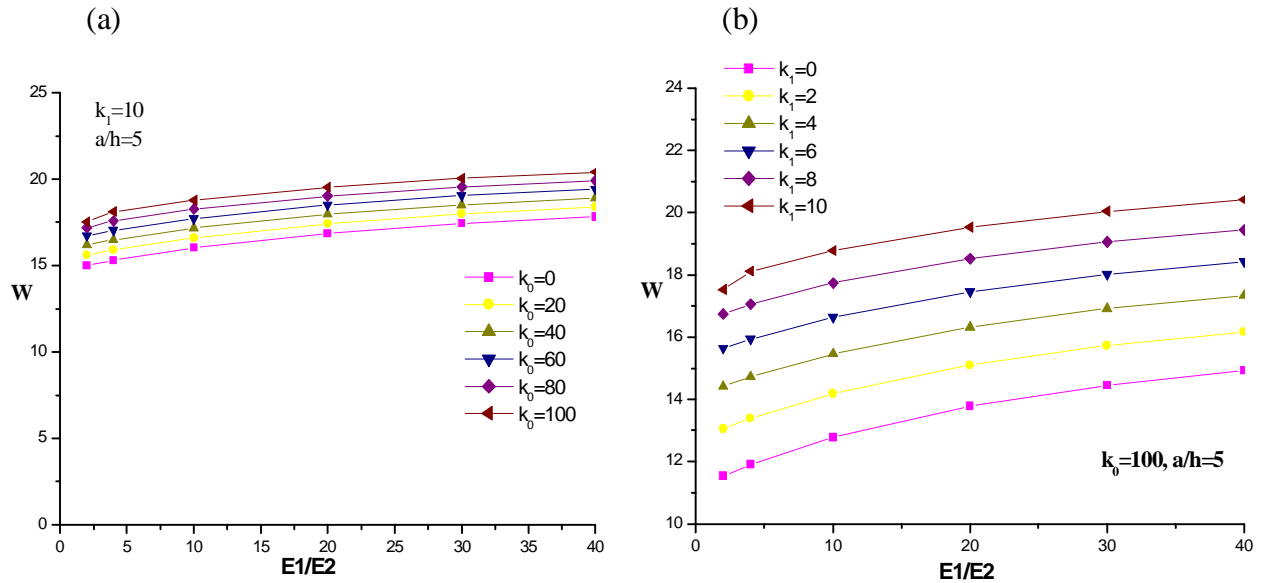 (a)
25
20
15
10
5
0
W
k₁=10
a/h=5
k₀=0
k₀=20
k₀=40
k₀=60
k₀=80
k₀=100
0 5 10 15 20 25 30 35 40
E1/E2
(b)
k₁=0
k₁=2
k₁=4
k₁=6
k₁=8
k₁=10
24
22
20
18
16
14
12
10
W
k₀=100, a/h=5
0 10 20 30 40
E1/E2